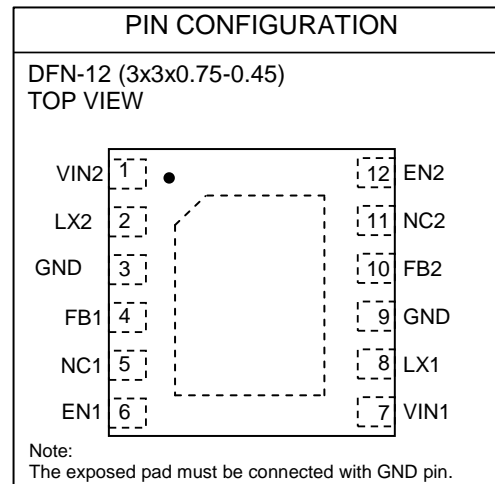 PIN CONFIGURATION
DFN-12 (3x3x0.75-0.45)
TOP VIEW
VIN2 1 12 EN2
LX2 2 11 NC2
GND 3 10 FB2
FB1 4 9 GND
NC1 5 8 LX1
EN1 6 7 VIN1
Note:
The exposed pad must be connected with GND pin.